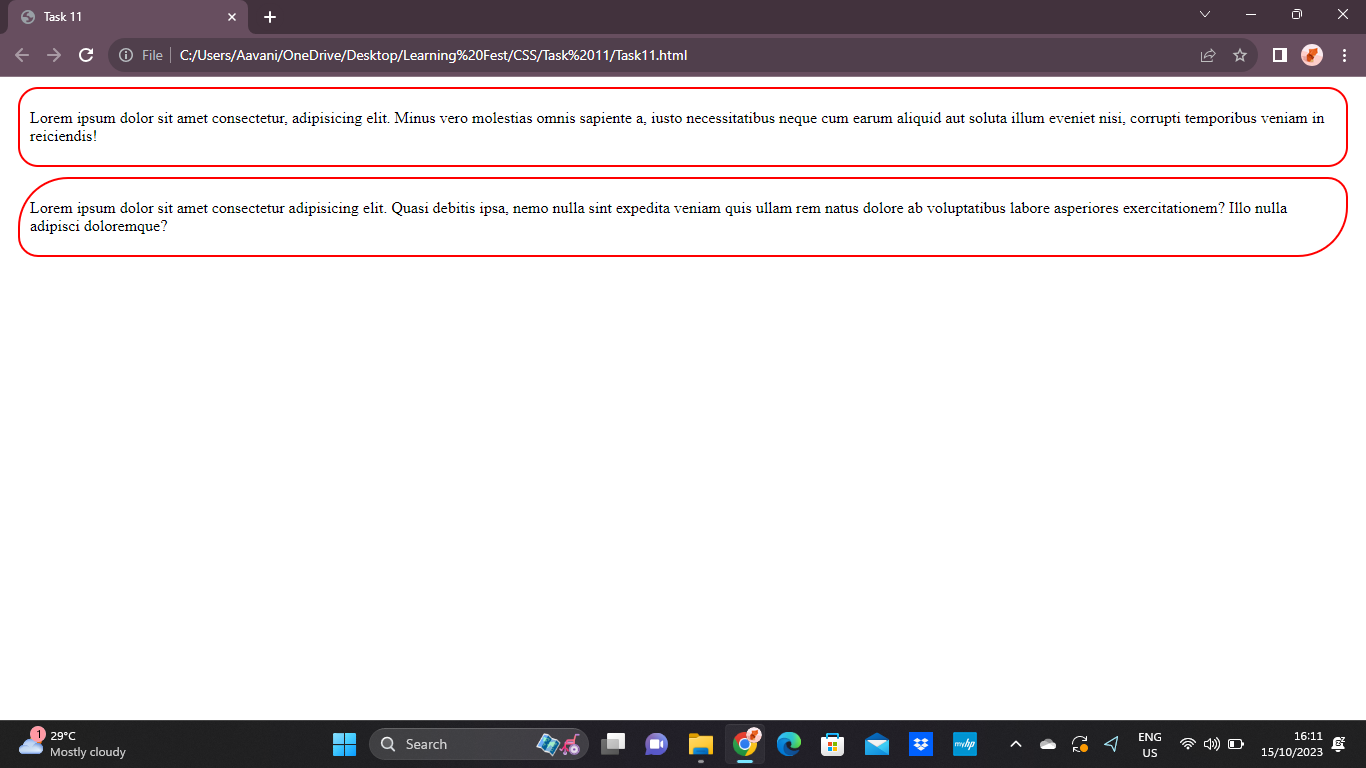 Task 11
File
C:/Users/Aavani/OneDrive/Desktop/Learning%20Fest/CSS/Task%2011/Task11.html
Lorem ipsum dolor sit amet consectetur, adipisicing elit. Minus vero molestias omnis sapiente a, iusto necessitatibus neque cum earum aliquid aut soluta illum eveniet nisi, corrupti temporibus veniam in
reiciendis!
Lorem ipsum dolor sit amet consectetur adipisicing elit. Quasi debitis ipsa, nemo nulla sint expedita veniam quis ullam rem natus dolore ab voluptatibus labore asperiores exercitationem? Illo nulla
adipisci doloremque?
1
29°C
Mostly cloudy
Search
myhp
ENG
US
16:11
15/10/2023